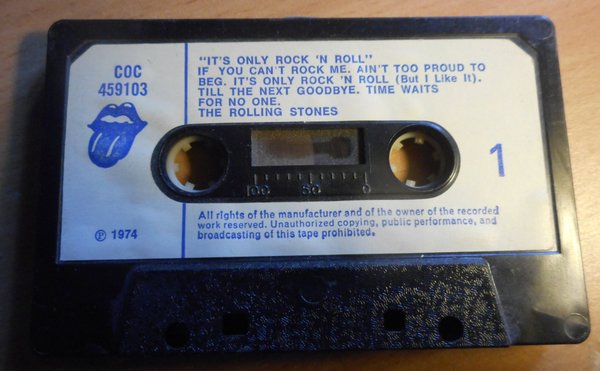 COC
459103
"IT'S ONLY ROCK 'N ROLL"
IF YOU CAN'T ROCK ME. AIN'T TOO PROUD TO
BEG. IT'S ONLY ROCK 'N ROLL (But I Like It).
TILL THE NEXT GOODBYE. TIME WAITS
FOR NO ONE.
THE ROLLING STONES
100 50 0
1
All rights of the manufacturer and of the owner of the recorded
work reserved. Unauthorized copying, public performance, and
broadcasting of this tape prohibited.
℗ 1974